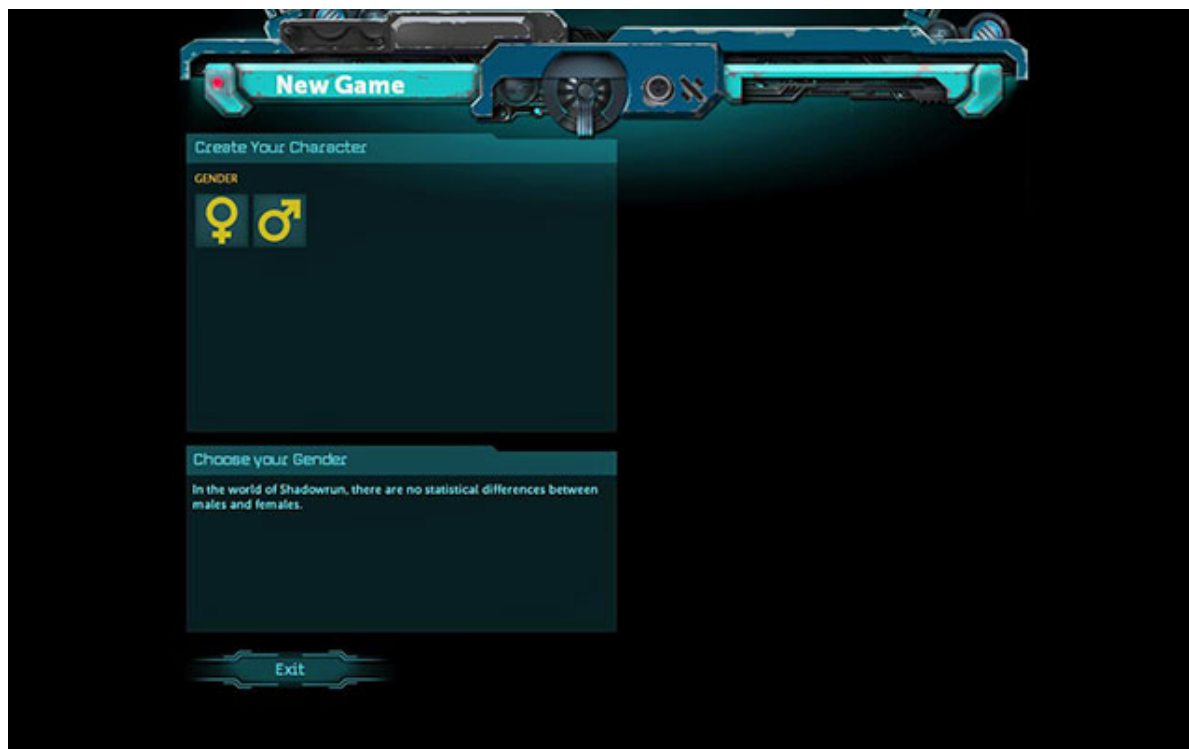 New Game
Create Your Character
GENDER
Choose your Gender
In the world of Shadowrun, there are no statistical differences between
males and females.
Exit